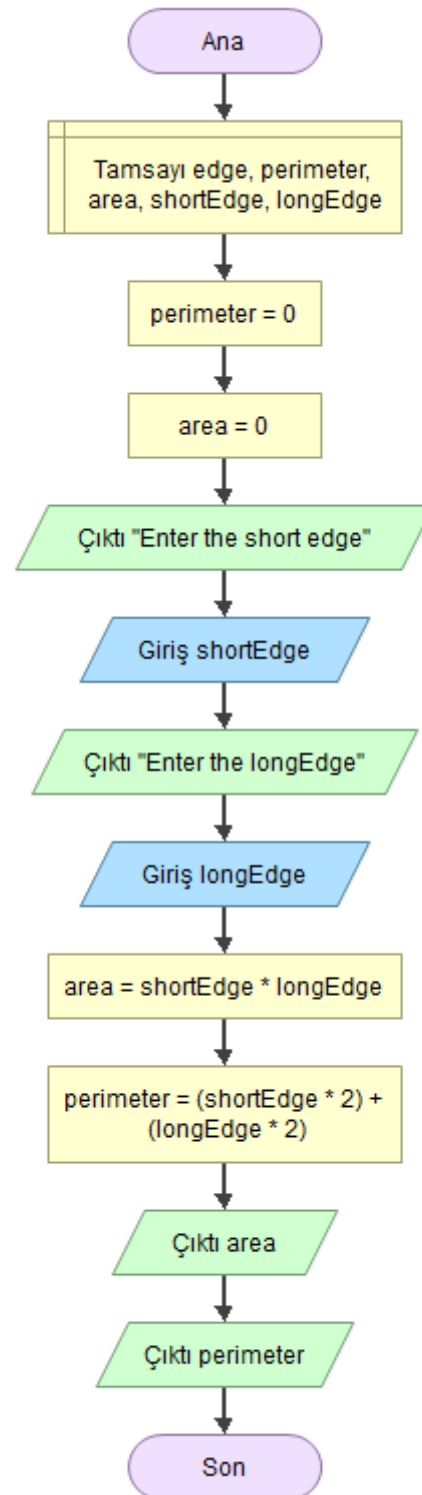 Ana
Tamsayı edge, perimeter,
area, shortEdge, longEdge
perimeter = 0
area = 0
Çıktı "Enter the short edge"
Giriş shortEdge
Çıktı "Enter the longEdge"
Giriş longEdge
area = shortEdge * longEdge
perimeter = (shortEdge * 2) +
(longEdge * 2)
Çıktı area
Çıktı perimeter
Son